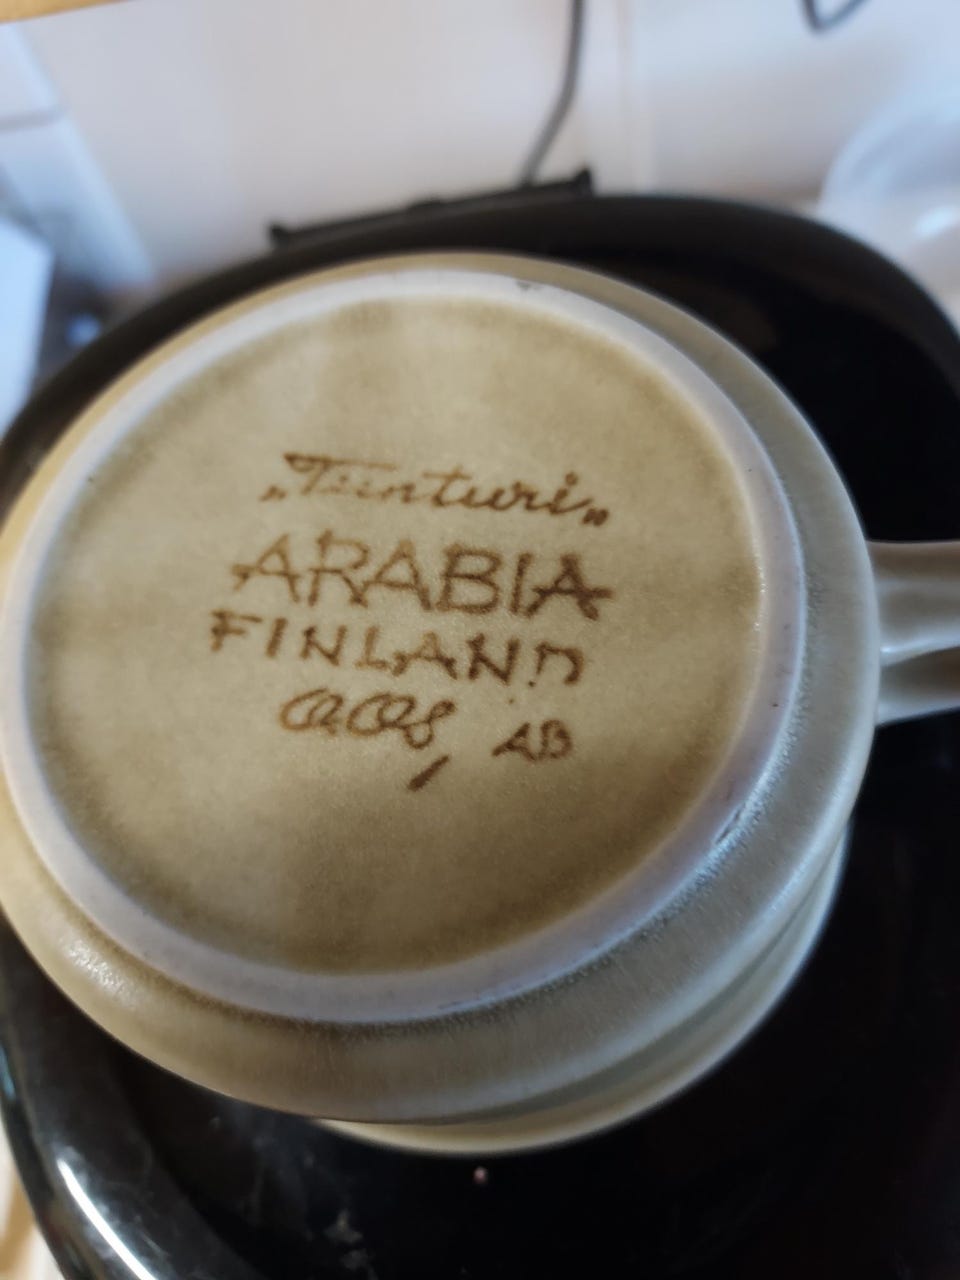 „Tunturi„
ARABIA
FINLAND
AB